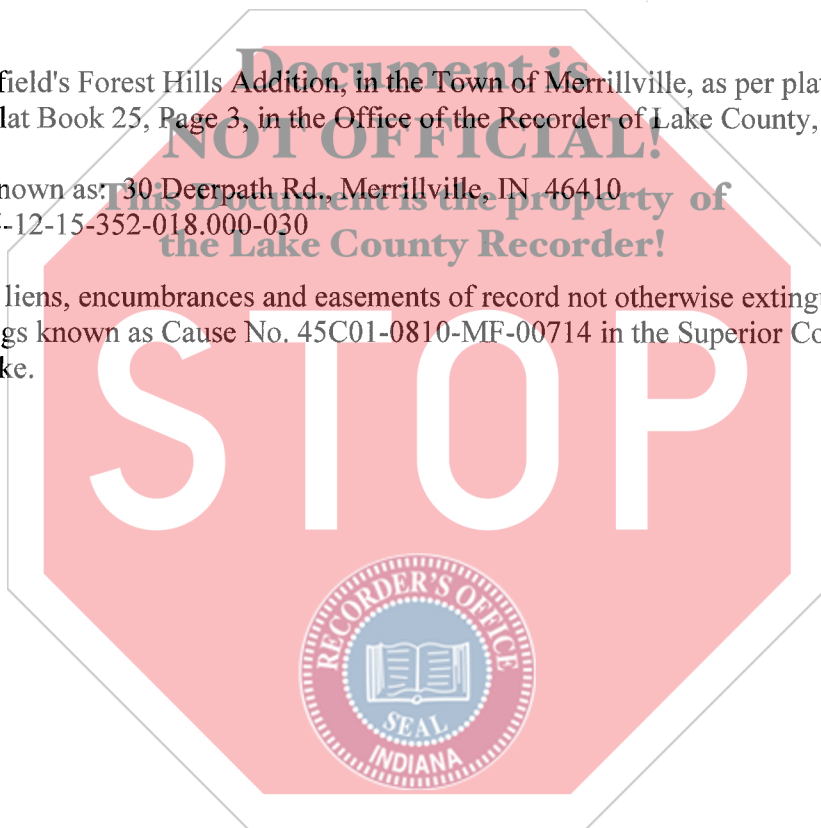 Document is
field's Forest Hills Addition, in the Town of Merrillville, as per pla
lat Book 25, Page 3, in the Office of the Recorder of Lake County,
NOT OFFICIAL!
nown as: 30 Deerpath Rd., Merrillville, IN 46410
This Document is the property of
-12-15-352-018.000-030
the Lake County Recorder!
liens, encumbrances and easements of record not otherwise exting
gs known as Cause No. 45C01-0810-MF-00714 in the Superior Co
ke.
STOP
RECORDER'S OFFICE
SEAL
INDIANA